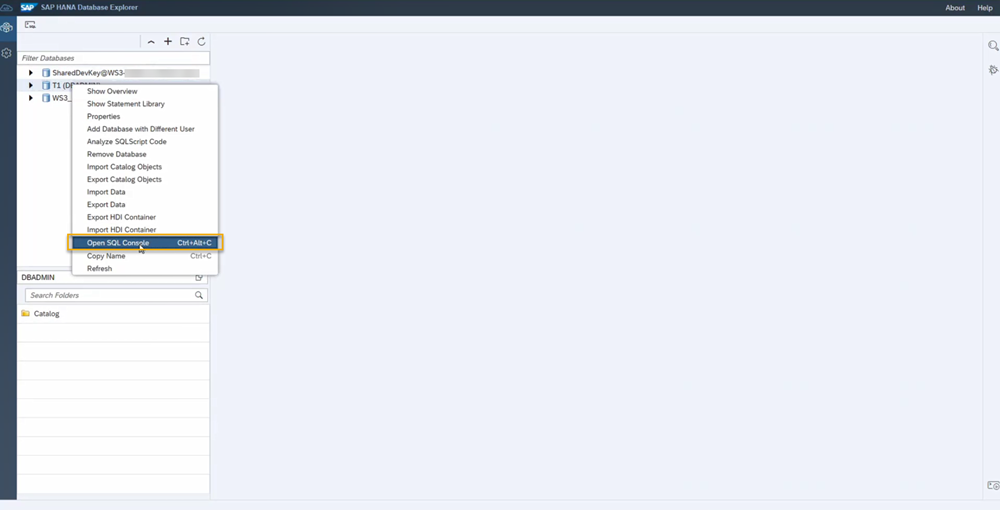 SAP SAP HANA Database Explorer
About Help
Filter Databases
SharedDevKey@WS3-
T1 (DBADMIN)
WS3_
Show Overview
Show Statement Library
Properties
Add Database with Different User
Analyze SQLScript Code
Remove Database
Import Catalog Objects
Export Catalog Objects
Import Data
Export Data
Export HDI Container
Import HDI Container
Open SQL Console Ctrl+Alt+C
Copy Name Ctrl+C
Refresh
DBADMIN
Search Folders
Catalog